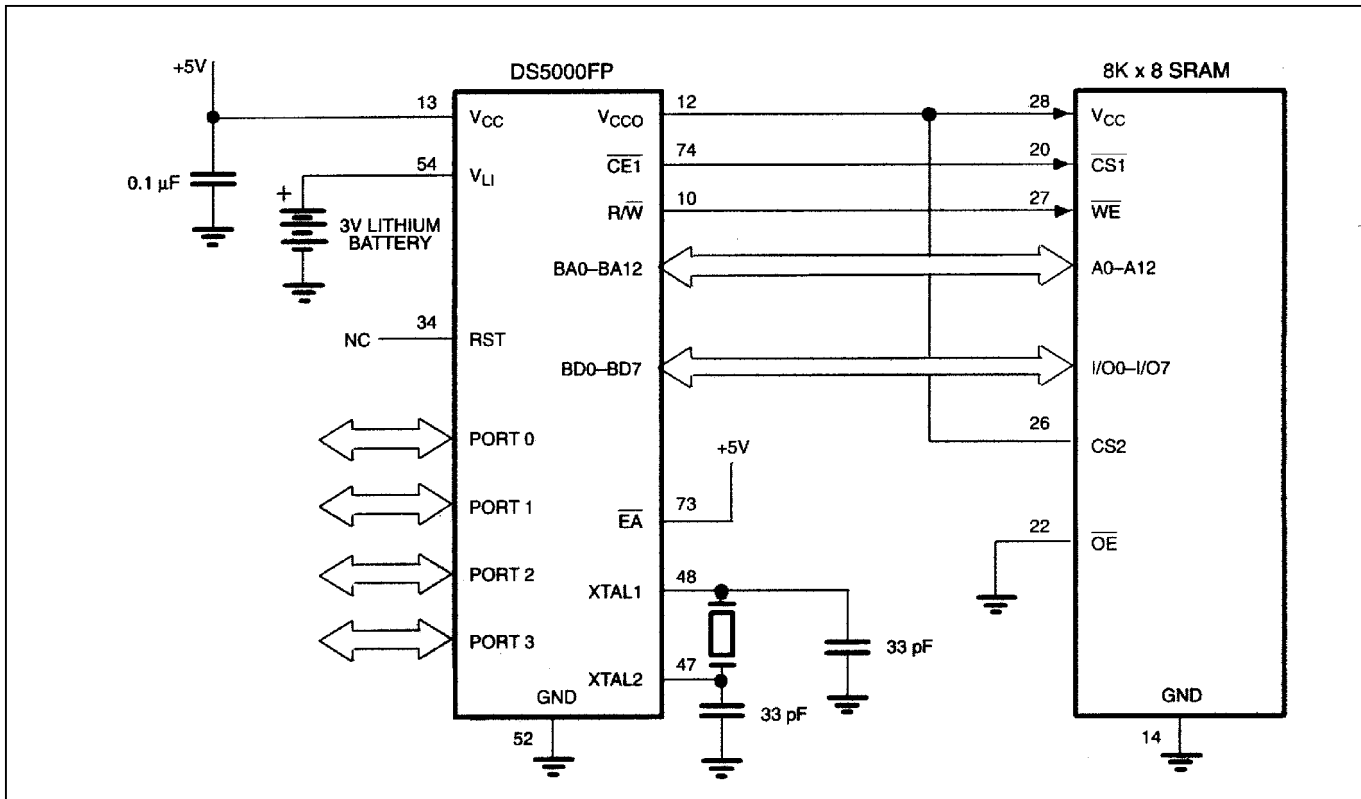 DS5000FP
8K x 8 SRAM
+5V
13
VCC
12
VCCO
28
VCC
0.1 µF
54
VLI
74
CE1
20
CS1
+
3V LITHIUM
BATTERY
10
R/W
27
WE
BA0–BA12
A0–A12
NC
34
RST
BD0–BD7
I/O0–I/O7
PORT 0
26
CS2
+5V
PORT 1
73
EA
22
OE
PORT 2
48
XTAL1
PORT 3
33 pF
47
XTAL2
33 pF
GND
52
GND
14